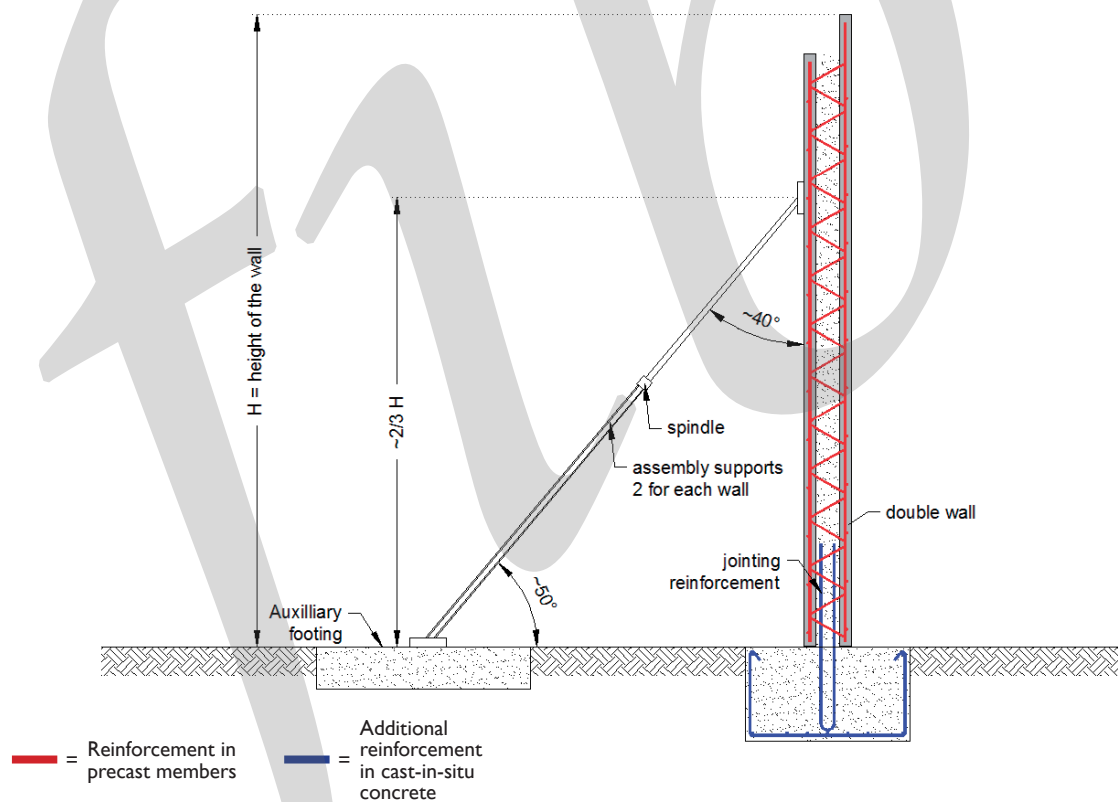 H = height of the wall
~2/3 H
~40°
spindle
assembly supports
2 for each wall
double wall
jointing
reinforcement
~50°
Auxilliary
footing
= Reinforcement in
precast members
= Additional
reinforcement
in cast-in-situ
concrete